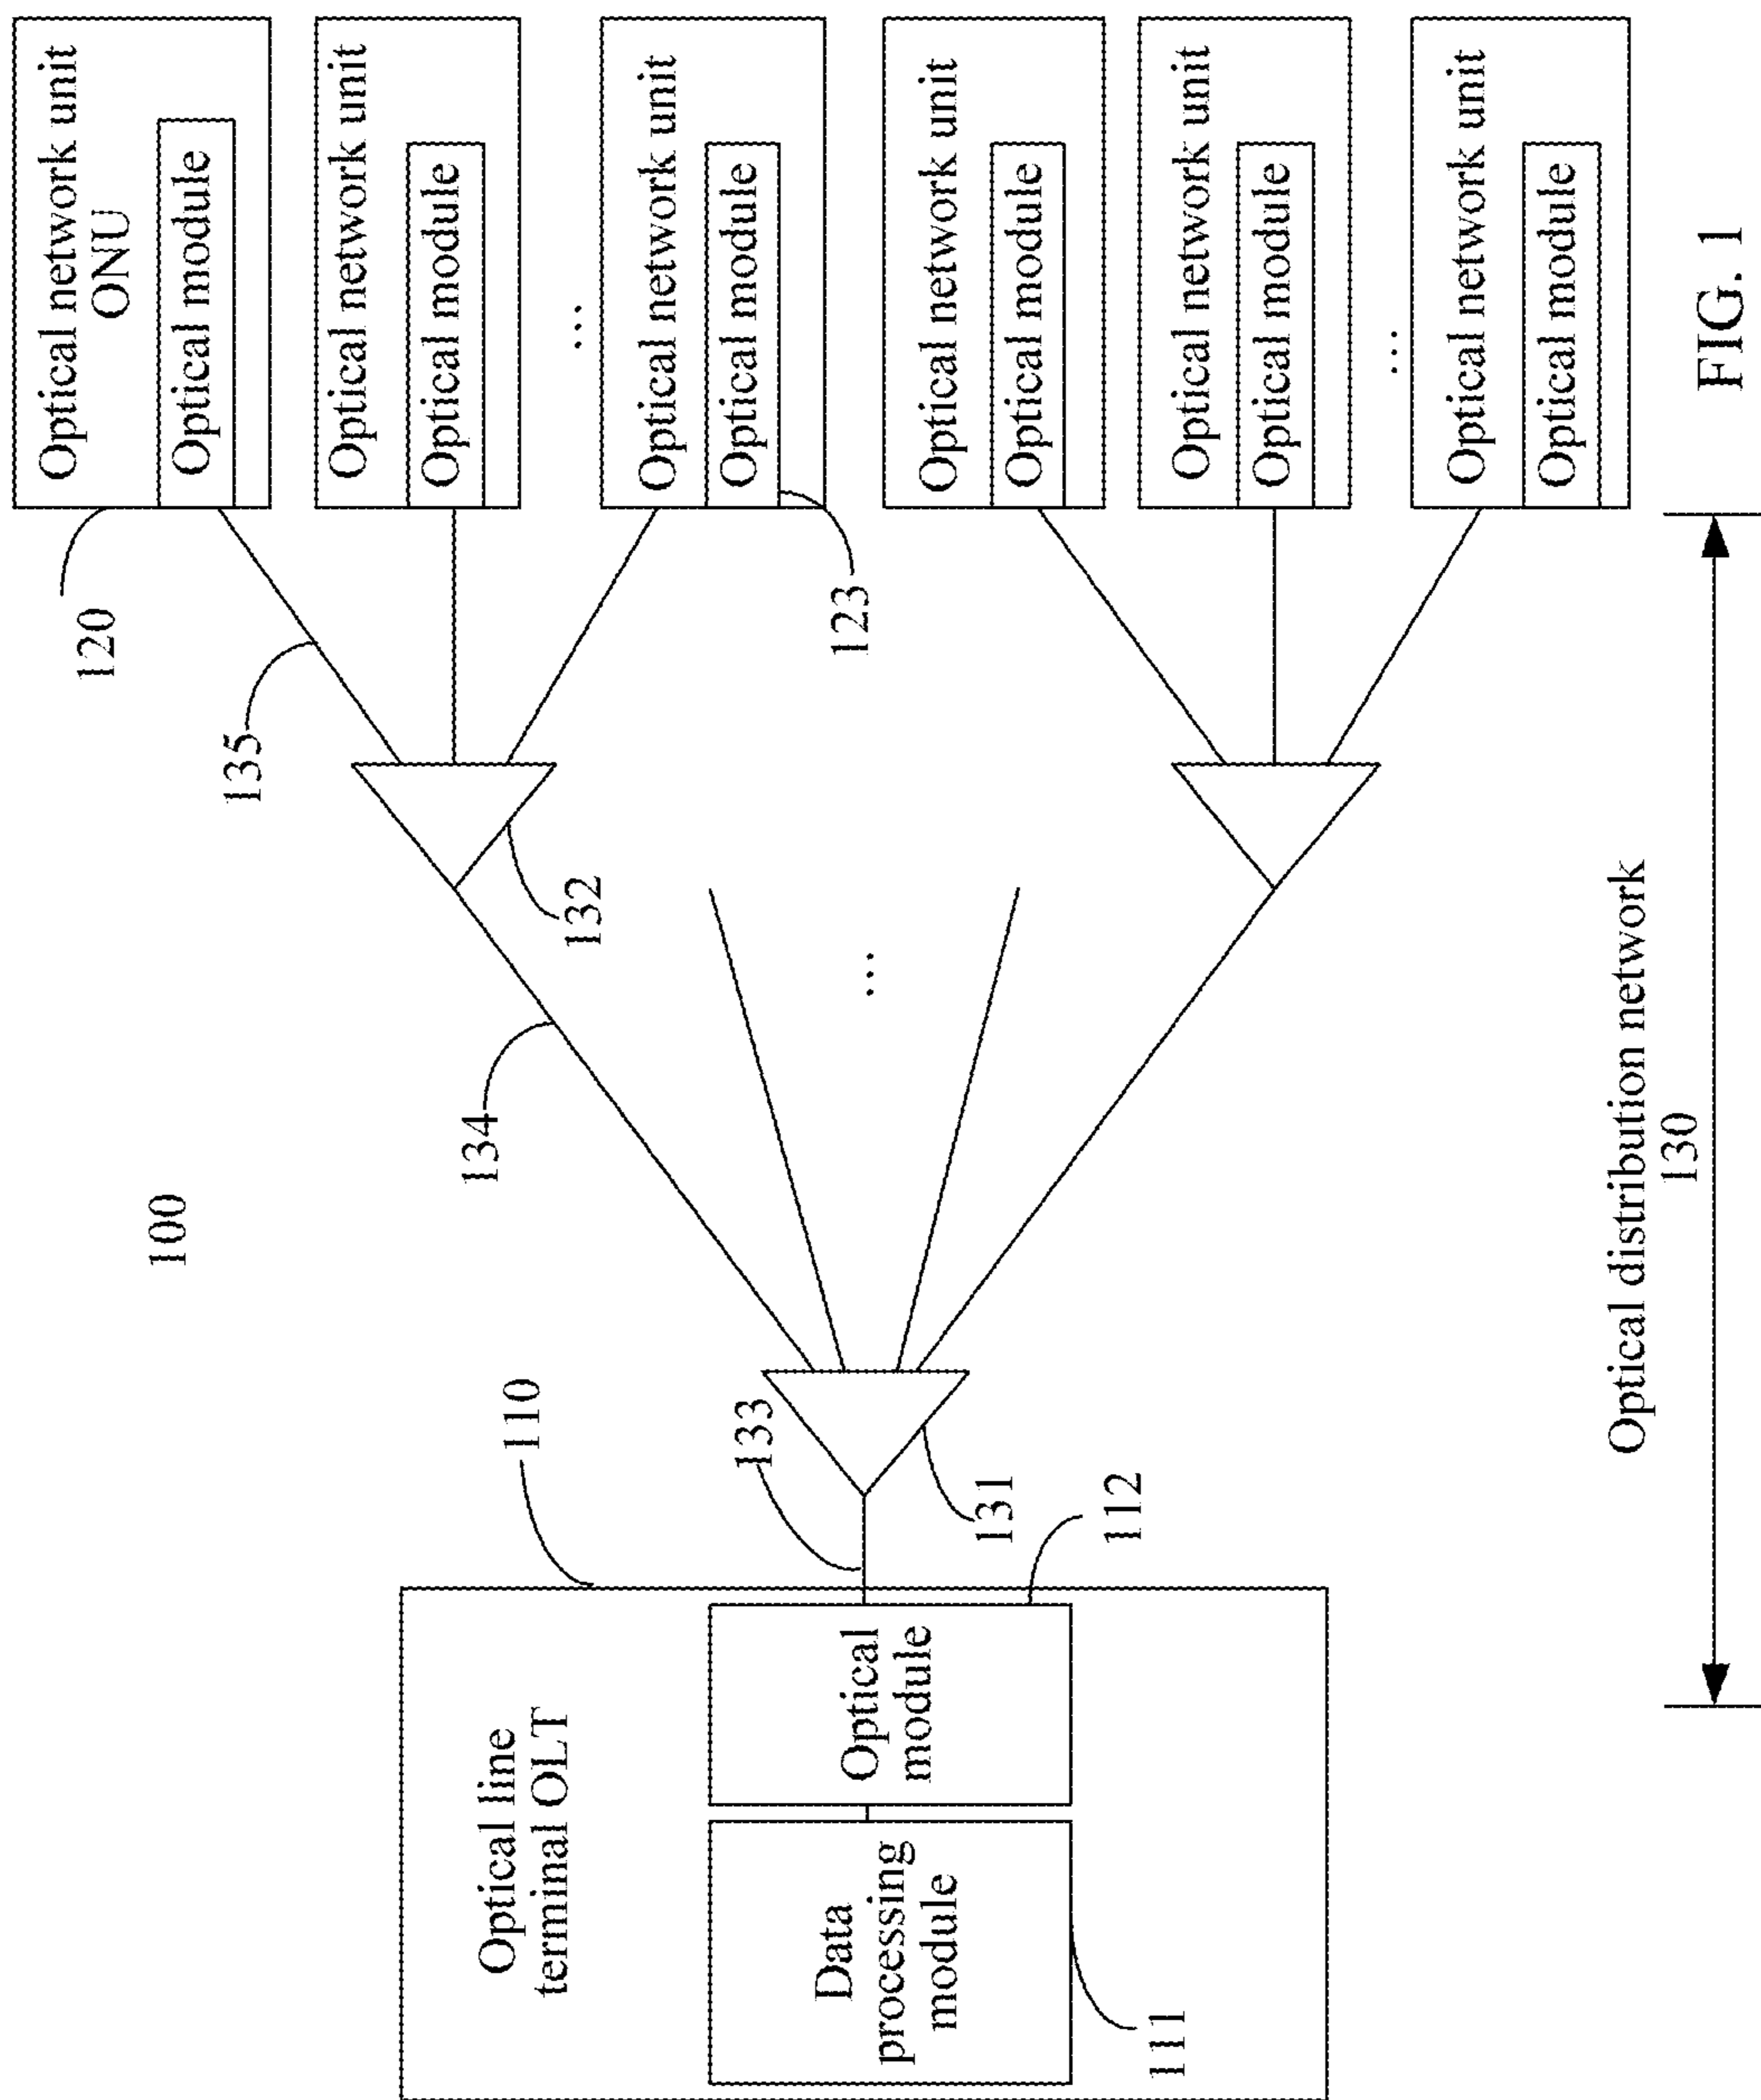 100
Optical line
terminal OLT
110
Data
processing
module
111
Optical
module
112
133
131
134
132
135
120
Optical network unit
ONU
Optical module
Optical network unit
Optical module
...
Optical network unit
Optical module
123
...
Optical network unit
Optical module
Optical network unit
Optical module
...
Optical network unit
Optical module
Optical distribution network
130
FIG. 1